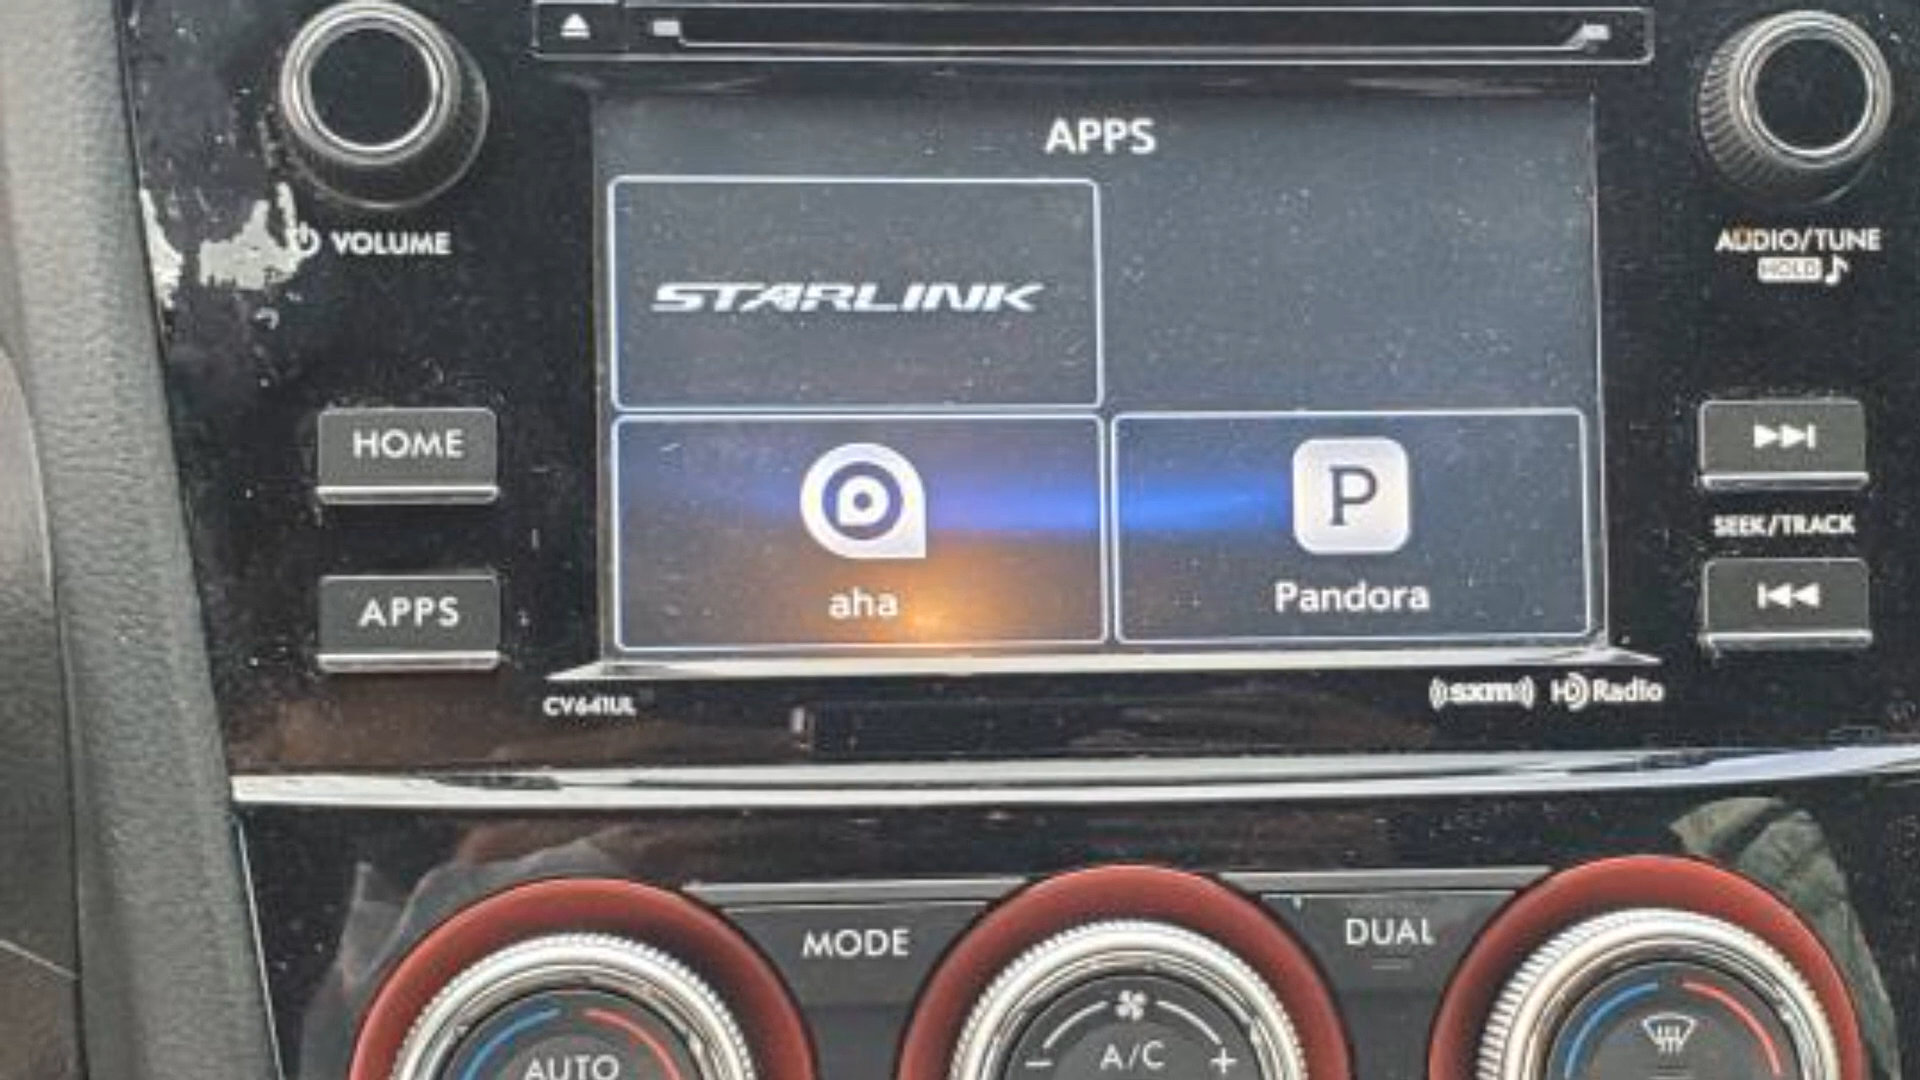 APPS
VOLUME
AUDIO/TUNE
HOLD
STARLINK
HOME
SEEK/TRACK
P
aha
Pandora
APPS
CV641UL
((sxm)) HD Radio
MODE
DUAL
AUTO
- A/C +